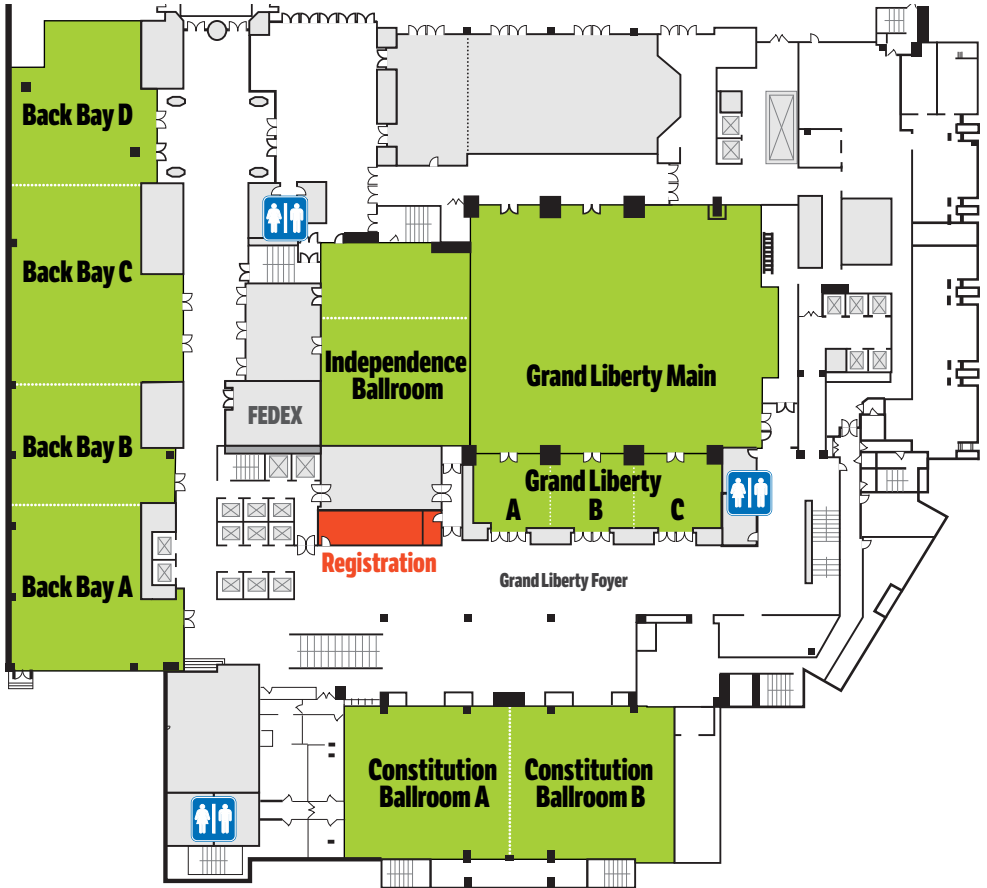 Back Bay D
Back Bay C
Independence
Ballroom
Grand Liberty Main
FEDEX
Back Bay B
Grand Liberty
A B C
Registration
Back Bay A
Grand Liberty Foyer
Constitution
Ballroom A
Constitution
Ballroom B